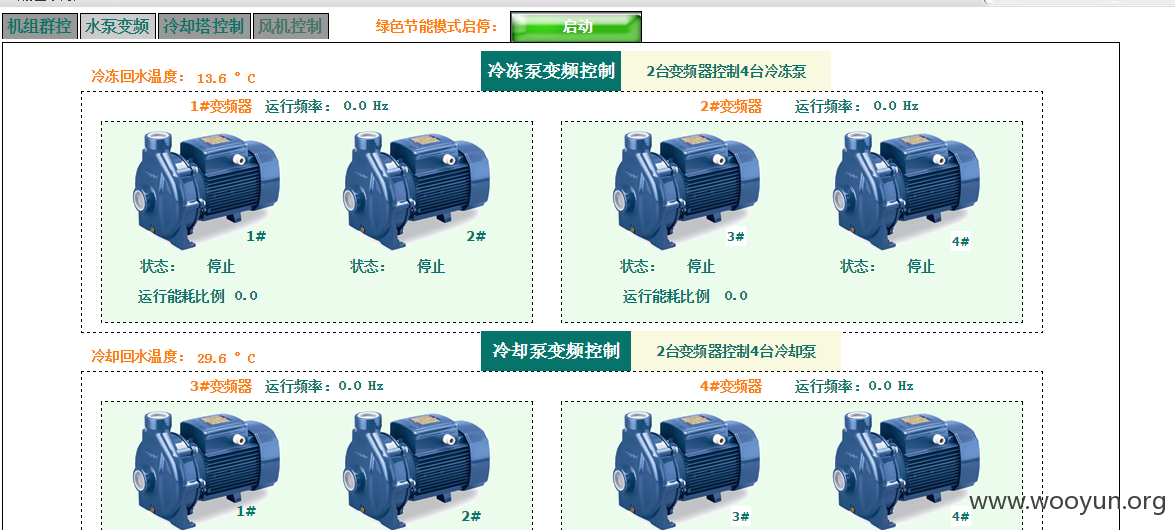 机组群控 水泵变频 冷却塔控制 风机控制 绿色节能模式启停： 启动
冷冻回水温度： 13.6 °C 冷冻泵变频控制 2台变频器控制4台冷冻泵
1#变频器 运行频率： 0.0 Hz 2#变频器 运行频率： 0.0 Hz
1# 2# 3# 4#
状态： 停止 状态： 停止 状态： 停止 状态： 停止
运行能耗比例 0.0 运行能耗比例 0.0
冷却回水温度： 29.6 °C 冷却泵变频控制 2台变频器控制4台冷却泵
3#变频器 运行频率：0.0 Hz 4#变频器 运行频率：0.0 Hz
1# 2# 3# 4#
www.wooyun.org